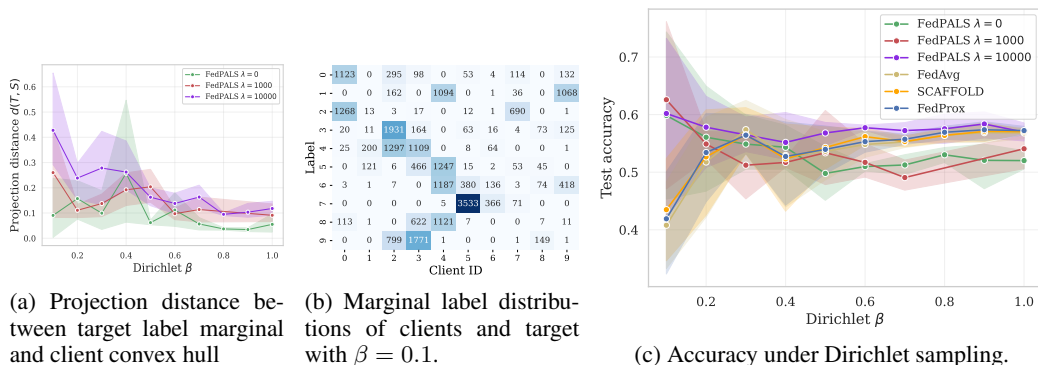 FedPALS λ = 0
FedPALS λ = 1000
FedPALS λ = 10000
Projection distance d(T, S)
0.6
0.5
0.4
0.3
0.2
0.1
0.0
0.2 0.4 0.6 0.8 1.0
Dirichlet β
(a) Projection distance be-
tween target label marginal
and client convex hull
Label
0 1123 0 295 98 0 53 4 114 0 132
1 0 0 162 0 1094 0 36 0 0 1068
2 1268 13 3 17 0 12 1 690 0 2
3 20 11 1931 164 0 63 16 4 73 125
4 25 200 1297 1109 0 8 64 0 0 1
5 0 121 6 466 1247 15 2 53 45 0
6 3 1 7 0 1187 380 136 3 74 418
7 0 0 0 0 5 3533 366 71 0 0
8 113 1 0 622 1121 7 0 0 7 11
9 0 0 799 1771 1 0 0 1 149 1
0 1 2 3 4 5 6 7 8 9
Client ID
(b) Marginal label distribu-
tions of clients and target
with β = 0.1.
FedPALS λ = 0
FedPALS λ = 1000
FedPALS λ = 10000
FedAvg
SCAFFOLD
FedProx
Test accuracy
0.7
0.6
0.5
0.4
0.2 0.4 0.6 0.8 1.0
Dirichlet β
(c) Accuracy under Dirichlet sampling.